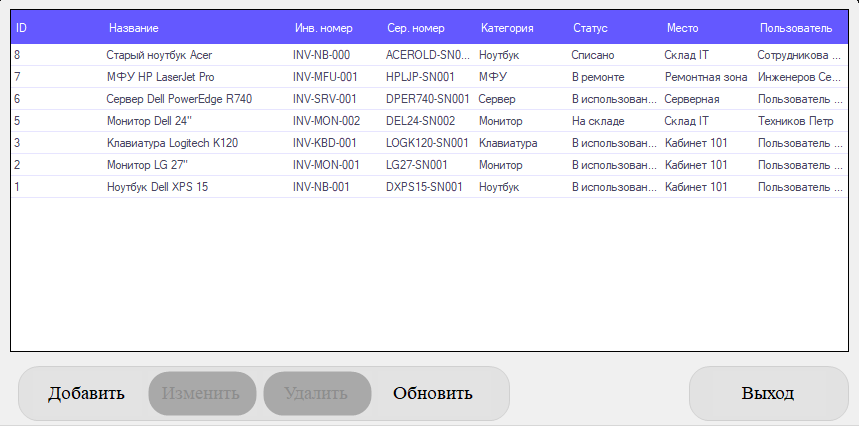 ID Название Инв. номер Сер. номер Категория Статус Место Пользователь
8 Старый ноутбук Acer INV-NB-000 ACEROLD-SN0... Ноутбук Списано Склад IT Сотрудникова ...
7 МФУ HP LaserJet Pro INV-MFU-001 HPLJP-SN001 МФУ В ремонте Ремонтная зона Инженеров Се...
6 Сервер Dell PowerEdge R740 INV-SRV-001 DPER740-SN001 Сервер В использован... Серверная Пользователь ...
5 Монитор Dell 24" INV-MON-002 DEL24-SN002 Монитор На складе Склад IT Техников Петр
3 Клавиатура Logitech K120 INV-KBD-001 LOGK120-SN001 Клавиатура В использован... Кабинет 101 Пользователь ...
2 Монитор LG 27" INV-MON-001 LG27-SN001 Монитор В использован... Кабинет 101 Пользователь ...
1 Ноутбук Dell XPS 15 INV-NB-001 DXPS15-SN001 Ноутбук В использован... Кабинет 101 Пользователь ...
Добавить Изменить Удалить Обновить Выход